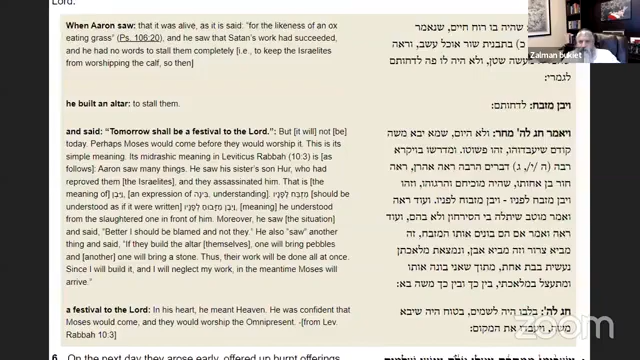 Lord.
When Aaron saw: that it was alive, as it is said: "for the likeness of an ox
eating grass" (Ps. 106:20), and he saw that Satan's work had succeeded,
and he had no words to stall them completely [i.e., to keep the Israelites
from worshipping the calf, so then]
he built an altar: to stall them.
and said: "Tomorrow shall be a festival to the Lord.": But [it will] not [be]
today. Perhaps Moses would come before they would worship it. This is its
simple meaning. Its midrashic meaning in Leviticus Rabbah (10:3) is [as
follows]: Aaron saw many things. He saw his sister's son Hur, who had
reproved them [the Israelites], and they assassinated him. That is [the
meaning of] וַיִּבֶן, [an expression of בִּינָה, understanding]. מִזְבֵּחַ לְפָנָיו [should be
understood as if it were written] וַיִּבֶן מִזָּבוּחַ לְפָנָיו, [meaning] he understood
from the slaughtered one in front of him. Moreover, he saw [the situation]
and said, "Better I should be blamed and not they." He also "saw" another
thing and said, "If they build the altar [themselves], one will bring pebbles
and [another] one will bring a stone. Thus, their work will be done all at once.
Since I will build it, and I will neglect my work, in the meantime Moses will
arrive."
a festival to the Lord: In his heart, he meant Heaven. He was confident that
Moses would come, and they would worship the Omnipresent. -[from Lev.
Rabbah 10:3]
6. On the next day they arose early, offered up burnt offerings,
שהיה בו רוח חיים, שנאמר
כ) בתבנית שור אוכל עשב, וראה
מעשה שטן, ולא היה לו פה לדחותם
לגמרי:
ויבן מזבח: לדחותם:
ויאמר חג לה' מחר: ולא היום, שמא יבא משה
קודם שיעבדוהו, זהו פשוטו. ומדרשו בויקרא
רבה (ה /י/, ג) דברים הרבה ראה אהרן, ראה
חור בן אחותו, שהיה מוכיחם והרגוהו, וזהו
ויבן מזבח לפניו - ויבן מזבוח לפניו. ועוד ראה
ואמר מוטב שיתלה בי הסירחון ולא בהם, ועוד
ראה ואמר אם הם בונים אותו המזבח, זה
מביא צרור וזה מביא אבן, ונמצאת מלאכתן
נעשית בבת אחת, מתוך שאני בונה אותו
ומתעצל במלאכתי, בין כך ובין כך משה בא:
חג לה': בלבו היה לשמים, בטוח היה שיבא
משה, ויעבדו את המקום:
Zalman Bukiet
zoom